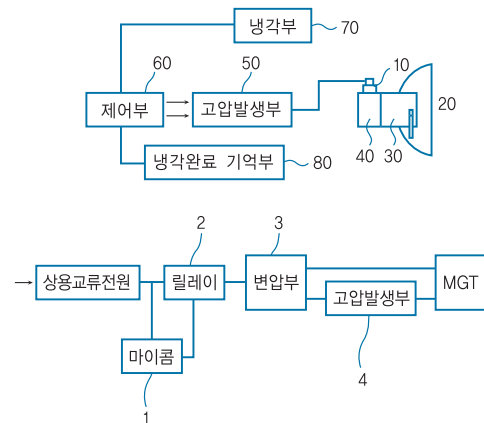 냉각부
70
60
50
10
제어부
고압발생부
20
40
30
냉각완료 기억부
80
2
3
상용교류전원
릴레이
변압부
MGT
고압발생부
마이콤
4
1